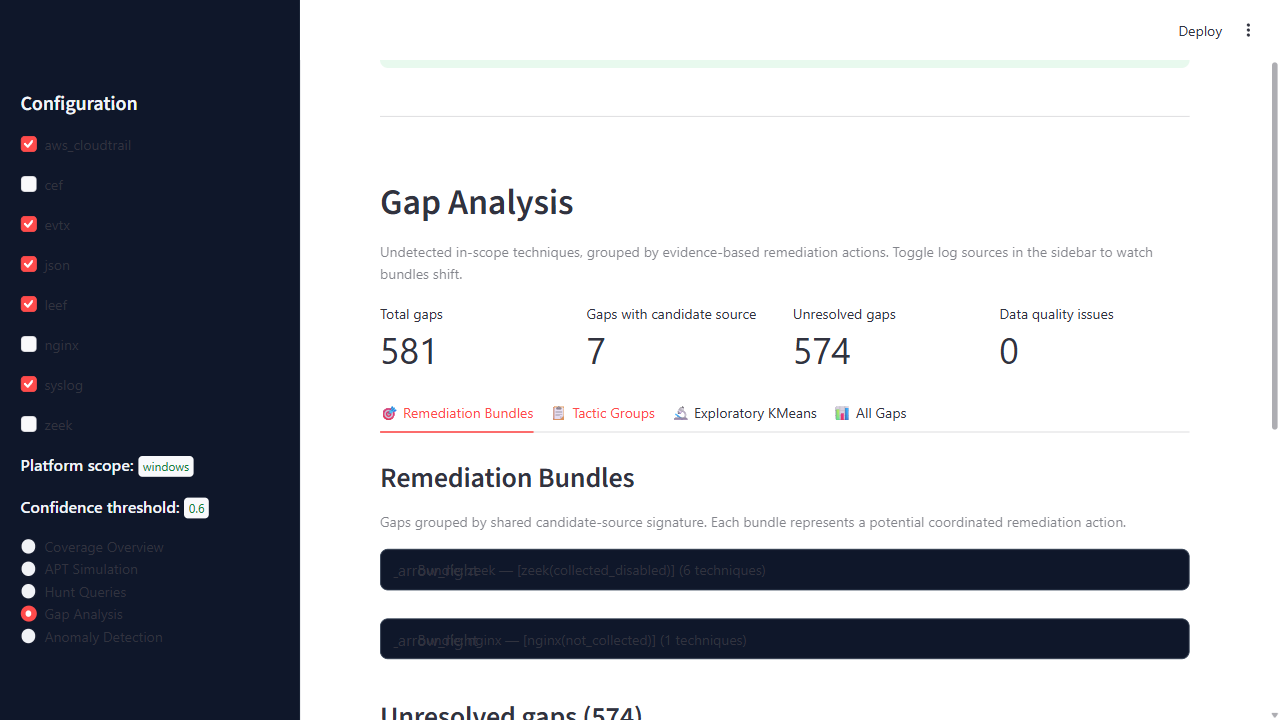 Deploy
Configuration
aws_cloudtrail
cef
evtx
json
leef
nginx
syslog
zeek
Platform scope: windows
Confidence threshold: 0.6
Coverage Overview
APT Simulation
Hunt Queries
Gap Analysis
Anomaly Detection
Gap Analysis
Undetected in-scope techniques, grouped by evidence-based remediation actions. Toggle log sources in the sidebar to watch
bundles shift.
Total gaps
581
Gaps with candidate source
7
Unresolved gaps
574
Data quality issues
0
Remediation Bundles
Tactic Groups
Exploratory KMeans
All Gaps
Remediation Bundles
Gaps grouped by shared candidate-source signature. Each bundle represents a potential coordinated remediation action.
_arrow_right Bundle: zeek — [zeek(collected_disabled)] (6 techniques)
_arrow_right Bundle: nginx — [nginx(not_collected)] (1 techniques)
Unresolved gaps (574)